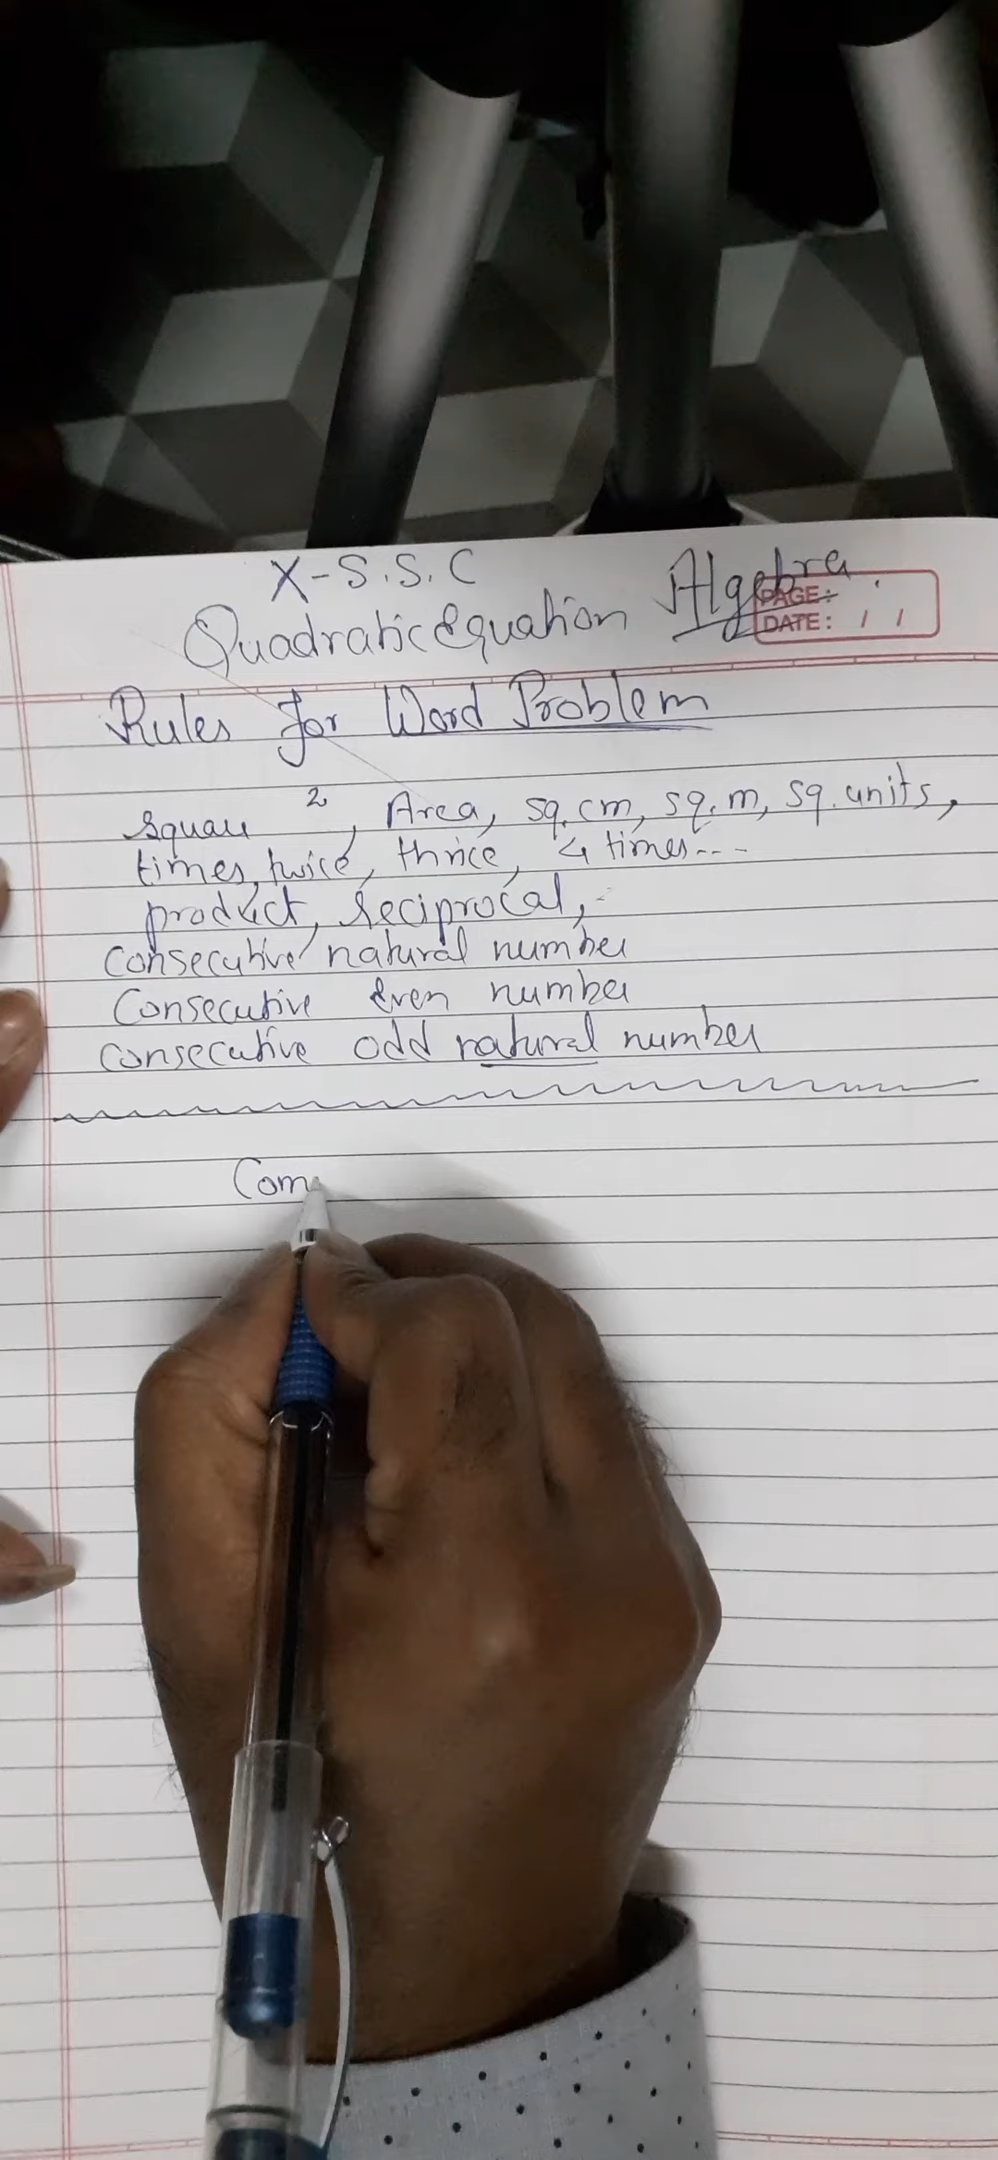 X-S.S.C
Quadratic Equation Algebra
PAGE:
DATE: / /
Rules for Word Problem
square ², Area, sq.cm, sq.m, sq.units,
times, twice, thrice, 4 times---
product, reciprocal,-
Consecutive natural number
Consecutive Even number
Consecutive odd natural number
Com